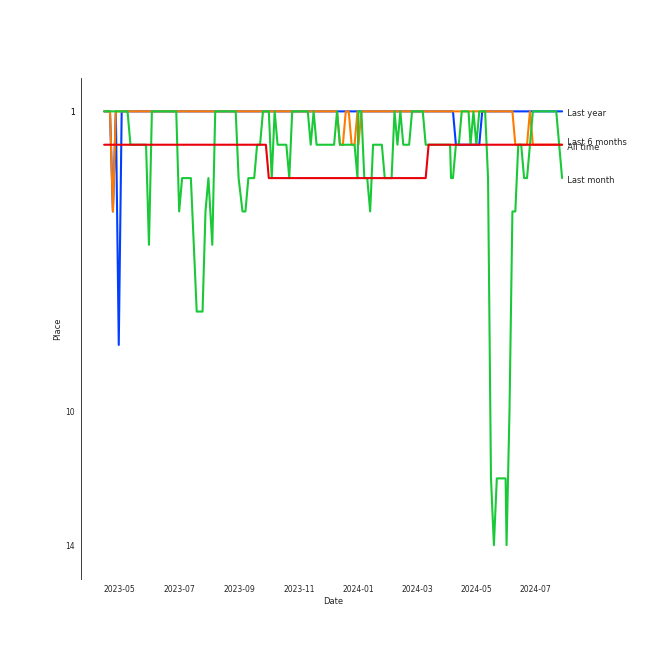 1
Last year
Last 6 months
All time
Last month
Place
10
14
2023-05 2023-07 2023-09 2023-11 2024-01 2024-03 2024-05 2024-07
Date